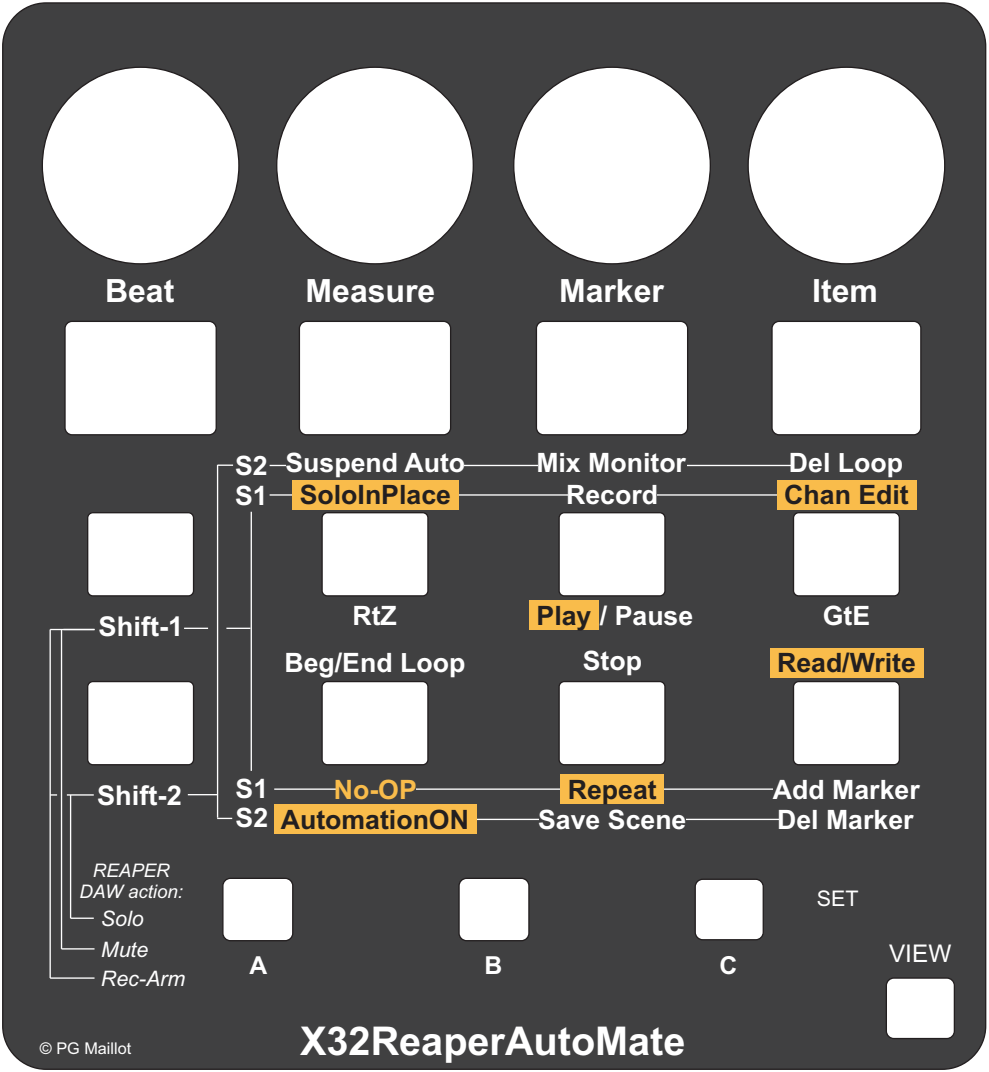 Beat Measure Marker Item
S2 Suspend Auto Mix Monitor Del Loop
S1 SoloInPlace Record Chan Edit
RtZ Play / Pause GtE
Shift-1
Beg/End Loop Stop Read/Write
Shift-2
S1 No-OP Repeat Add Marker
S2 AutomationON Save Scene Del Marker
REAPER
DAW action:
Solo
Mute
Rec-Arm
A B C
SET
VIEW
X32ReaperAutoMate
© PG Maillot